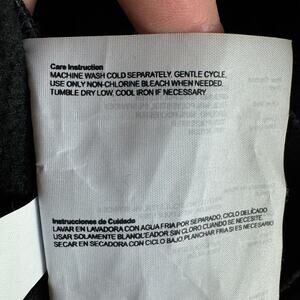 Care Instruction
MACHINE WASH COLD SEPARATELY, GENTLE CYCLE,
USE ONLY NON-CHLORINE BLEACH WHEN NEEDED.
TUMBLE DRY LOW, COOL IRON IF NECESSARY
Instrucciones de Cuidado
LAVAR EN LAVADORA CON AGUA FRIA POR SEPARADO, CICLO DELICADO
USAR SOLAMENTE BLANQUEADOR SIN CLORO CUANDO SE NECESITE.
SECAR EN SECADORA CON CICLO BAJO, PLANCHAR FRIA SI ES NECESARIO